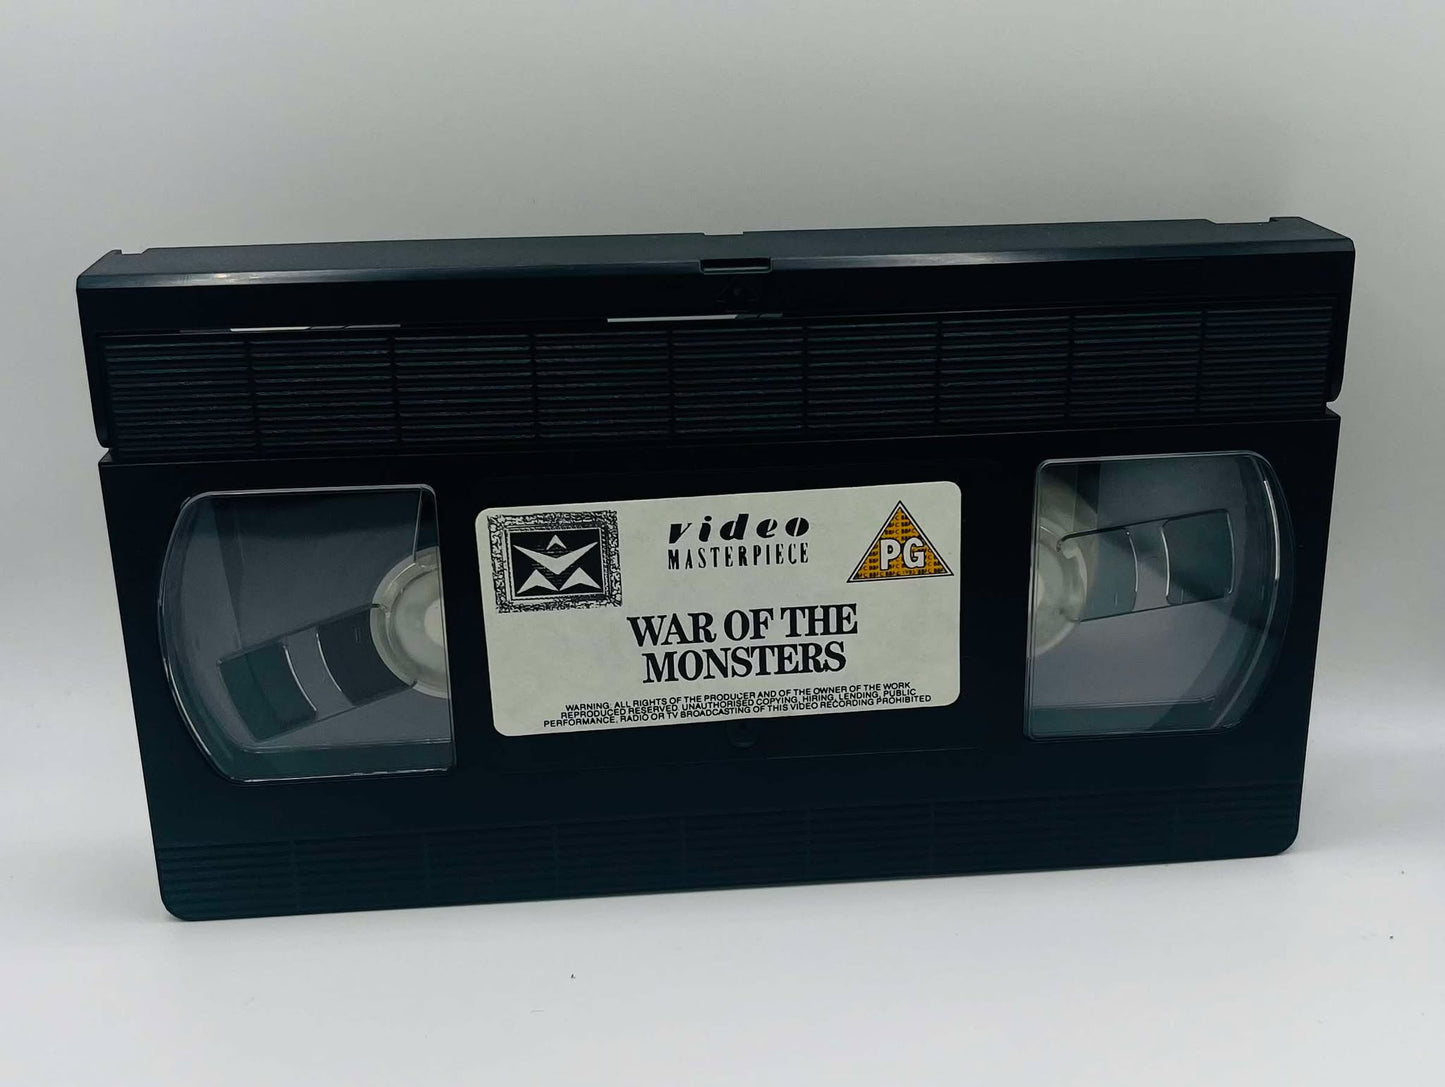 Video
MASTERPIECE
PG
WAR OF THE
MONSTERS
WARNING. ALL RIGHTS OF THE PRODUCER AND OF THE OWNER OF THE WORK
REPRODUCED RESERVED. UNAUTHORISED COPYING, HIRING, LENDING, PUBLIC
PERFORMANCE, RADIO OR TV BROADCASTING OF THIS VIDEO RECORDING PROHIBITED